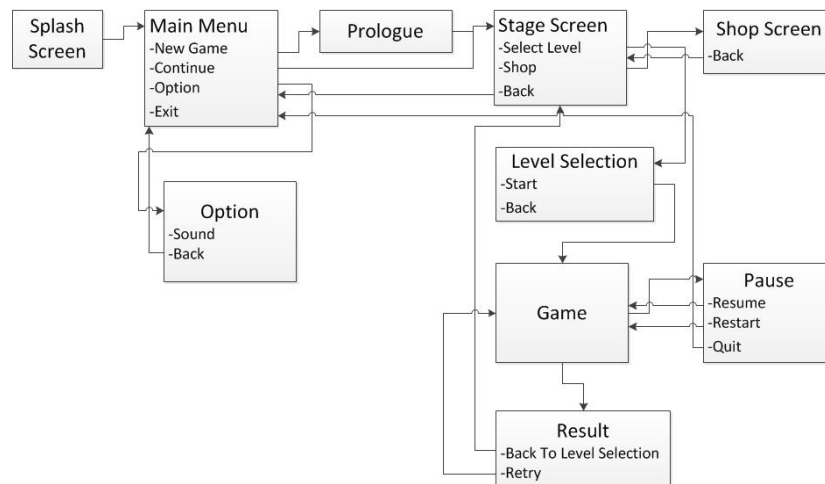 Splash
Screen
Main Menu
-New Game
-Continue
-Option
-Exit
Prologue
Stage Screen
-Select Level
-Shop
-Back
Shop Screen
-Back
Level Selection
-Start
-Back
Option
-Sound
-Back
Game
Pause
-Resume
-Restart
-Quit
Result
-Back To Level Selection
-Retry